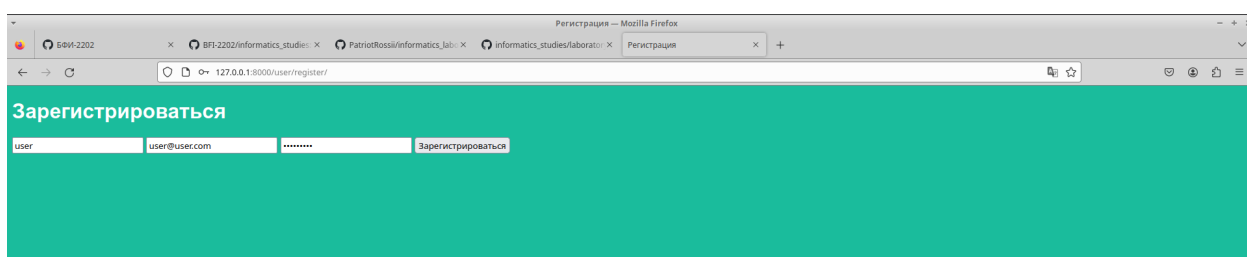 Регистрация — Mozilla Firefox
БФИ-2202 BFI-2202/informatics_studies PatriotRossii/informatics_labo informatics_studies/laborator Регистрация
127.0.0.1:8000/user/register/
Зарегистрироваться
user user@user.com ••••••••• Зарегистрироваться